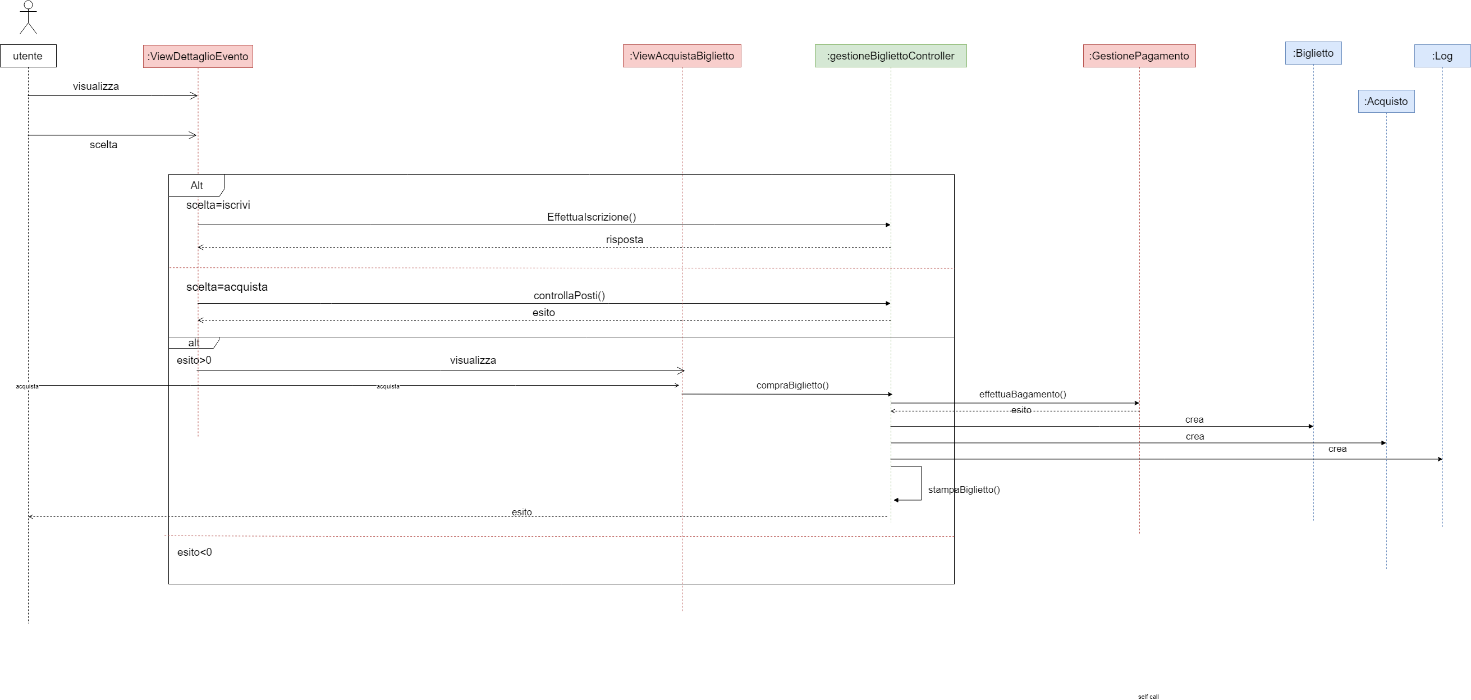 utente
:ViewDettaglioEvento
:ViewAcquistaBiglietto
:gestioneBigliettoController
:GestionePagamento
:Biglietto
:Log
:Acquisto
visualizza
scelta
Alt
scelta=iscrivi
EffettuaIscrizione()
risposta
scelta=acquista
controllaPosti()
esito
alt
esito>0
visualizza
acquista
acquista
compraBiglietto()
effettuaBagamento()
esito
crea
crea
crea
stampaBiglietto()
esito
esito<0
self call